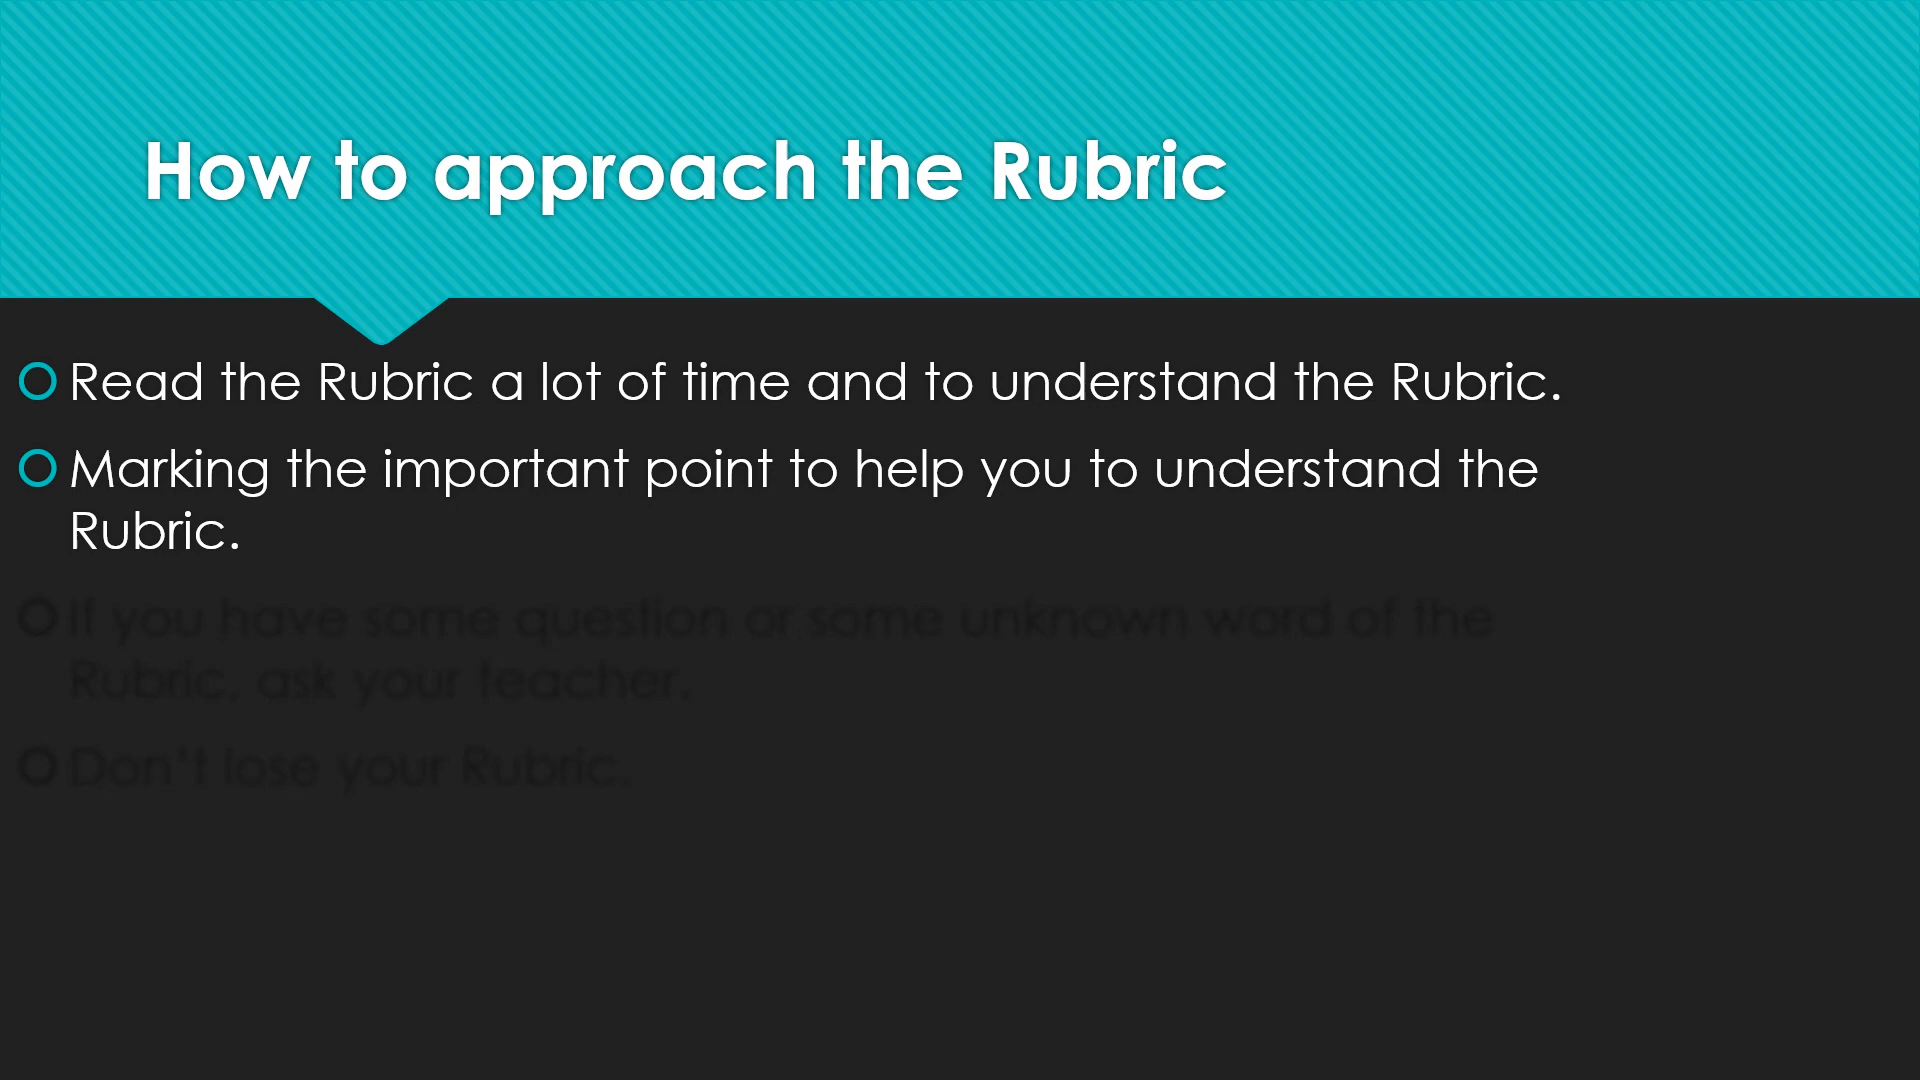 How to approach the Rubric
Read the Rubric a lot of time and to understand the Rubric.
Marking the important point to help you to understand the
Rubric.
If you have some question or some unknown word of the
Rubric, ask your teacher.
Don't lose your Rubric.